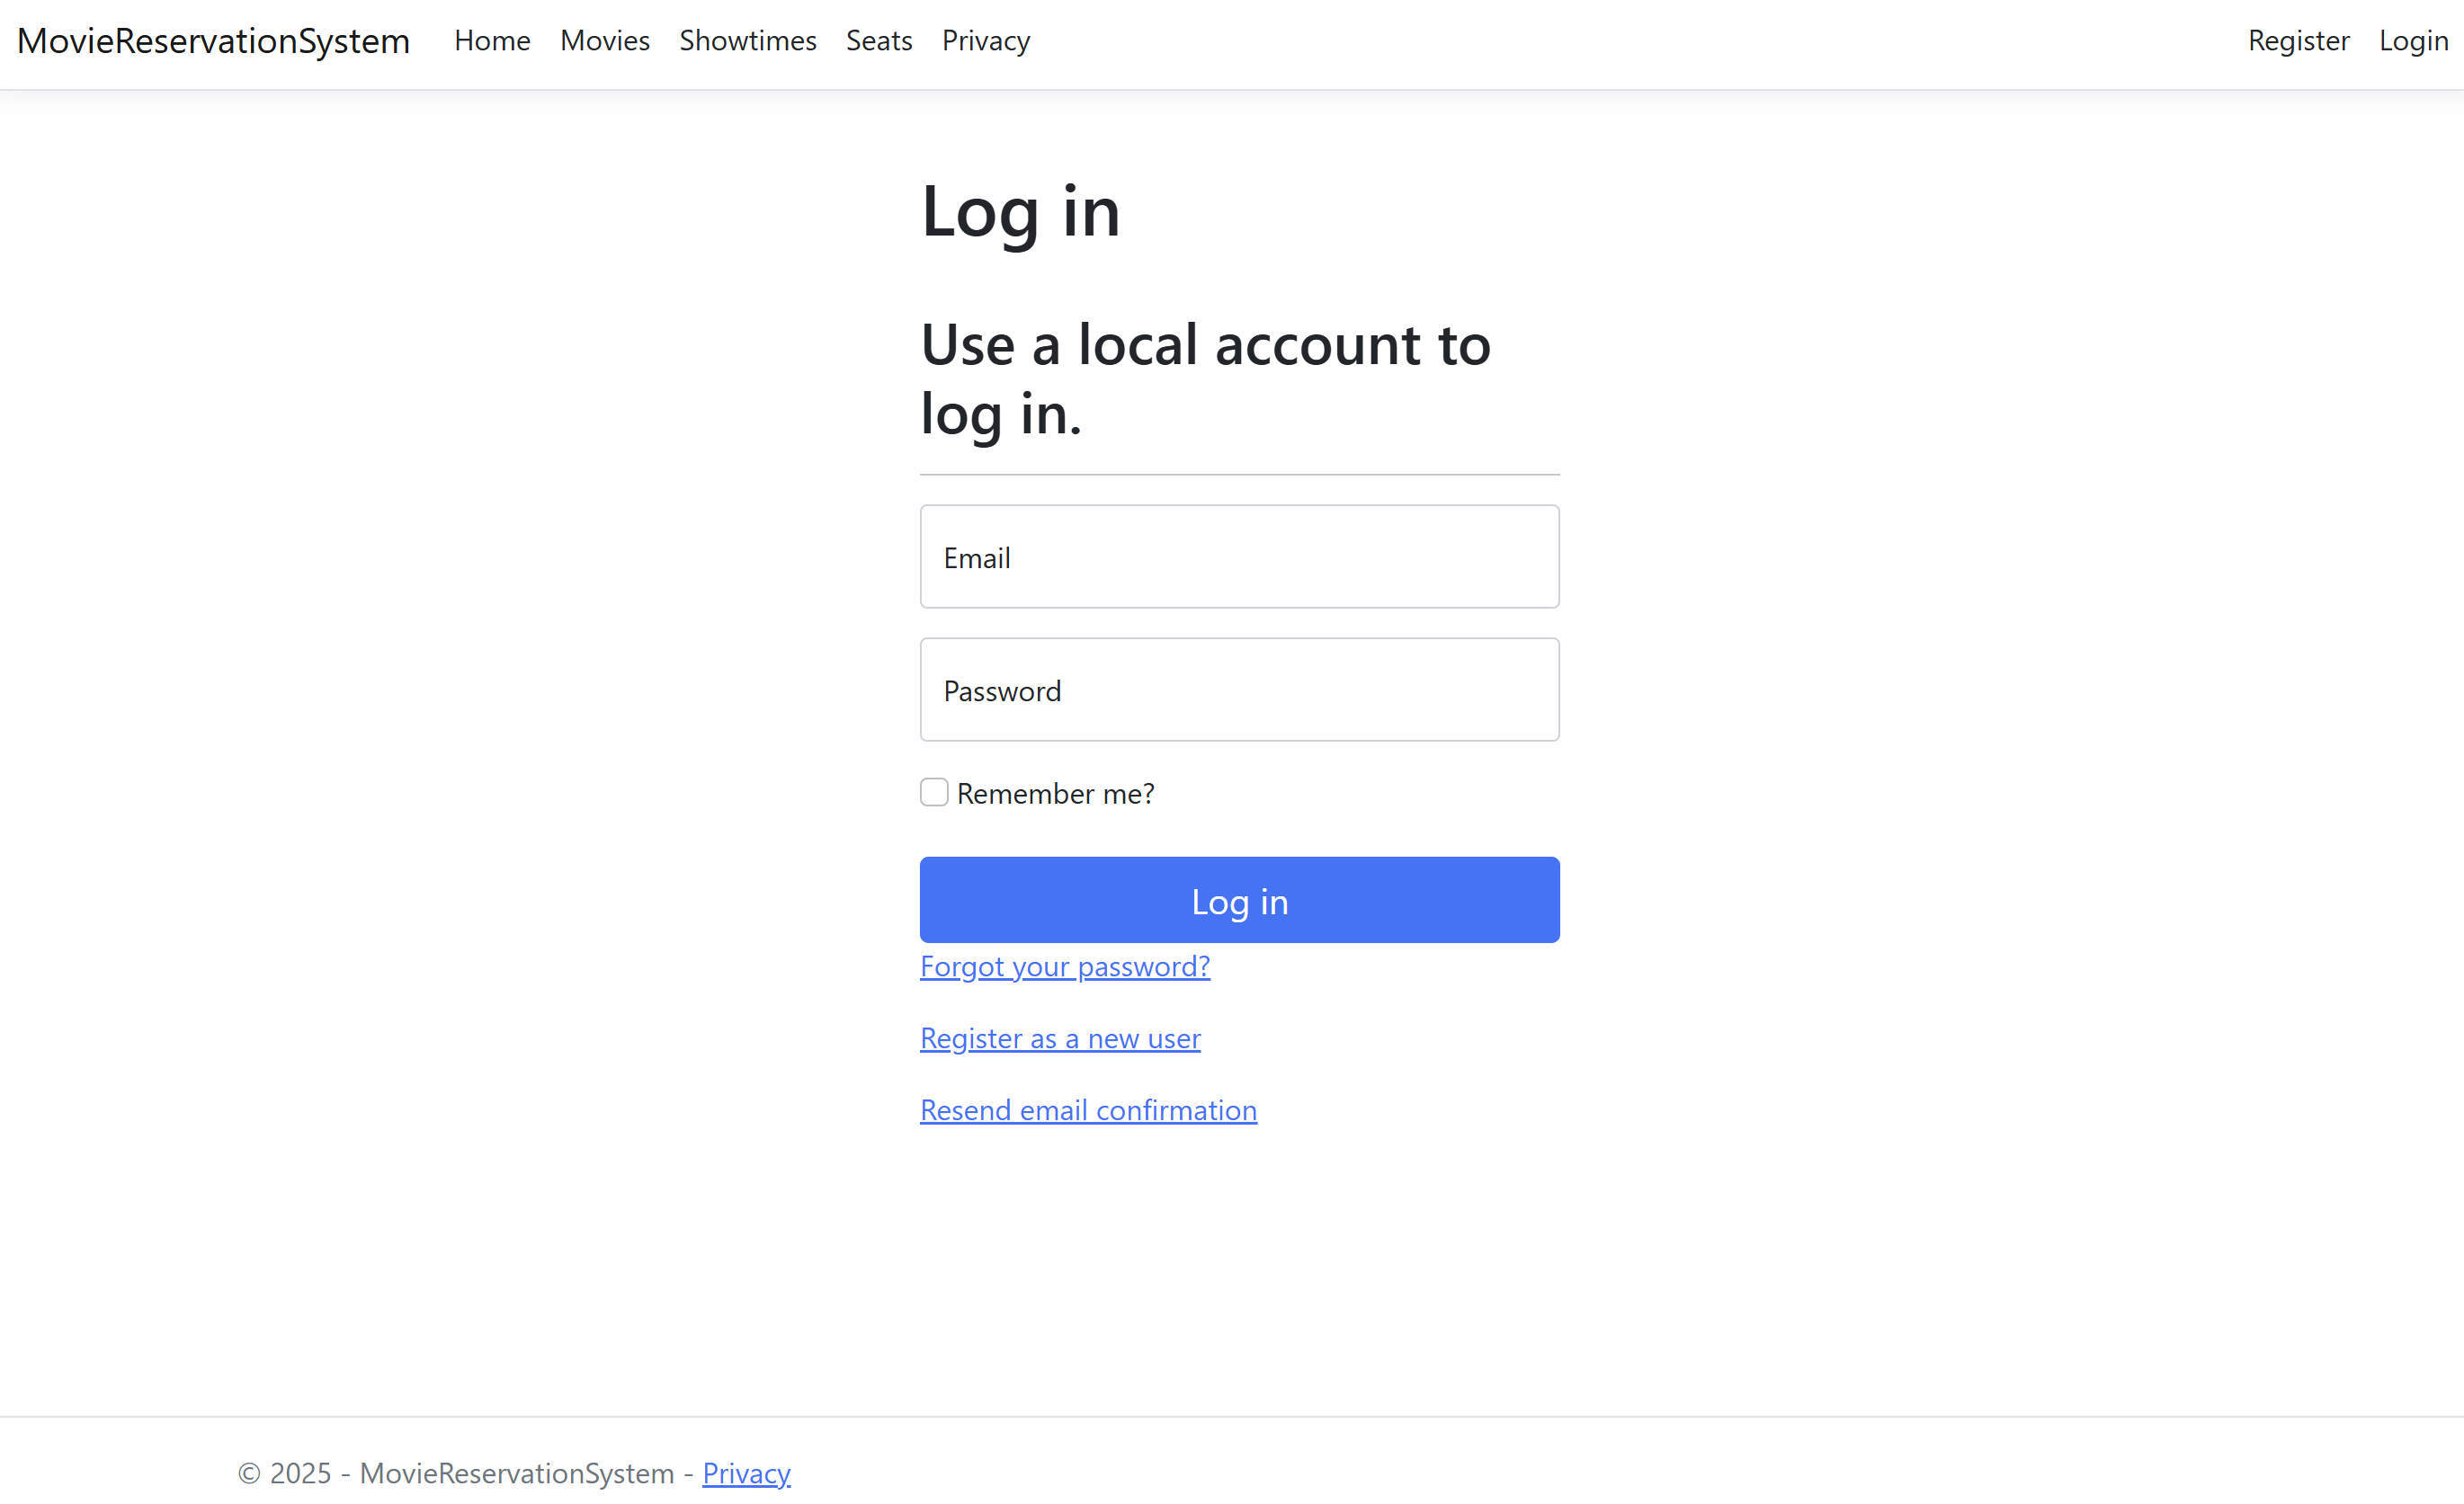 MovieReservationSystem Home Movies Showtimes Seats Privacy Register Login
Log in
Use a local account to
log in.
Email
Password
Remember me?
Log in
Forgot your password?
Register as a new user
Resend email confirmation
© 2025 - MovieReservationSystem - Privacy